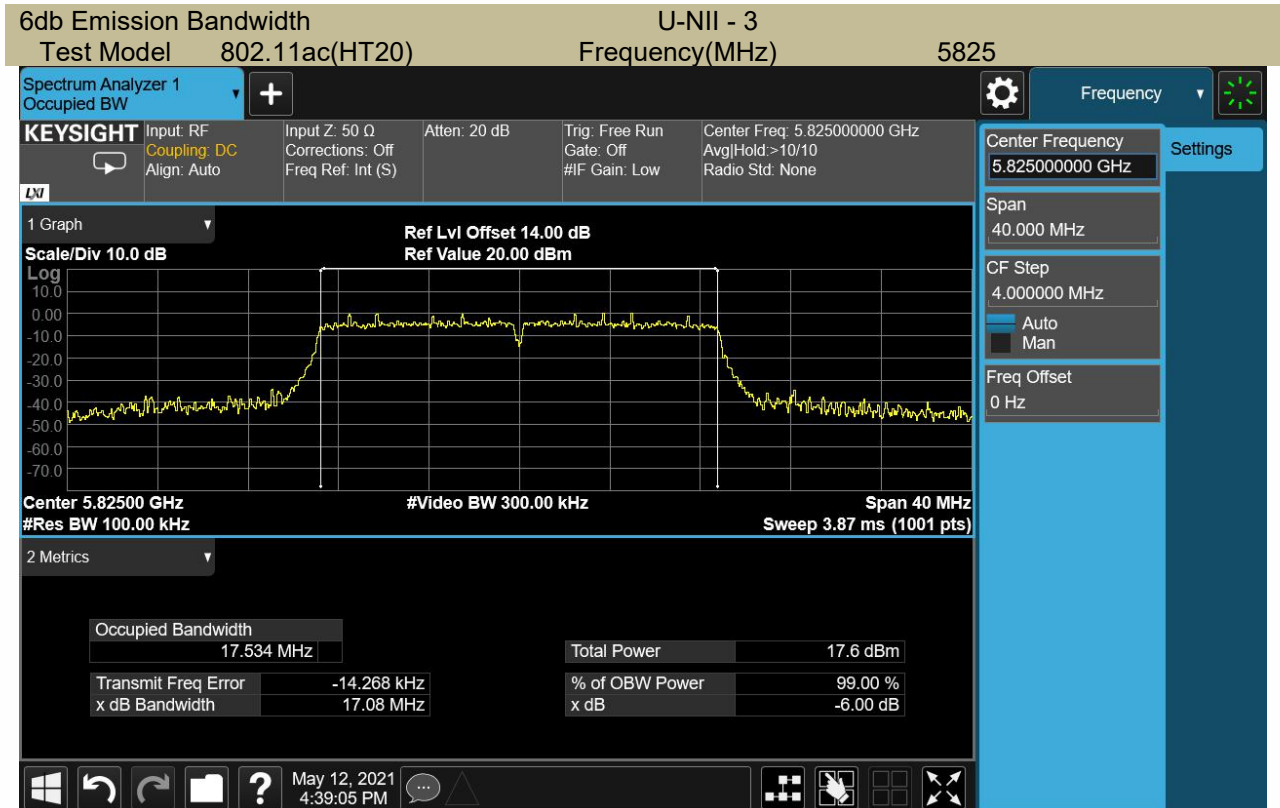 6db Emission Bandwidth U-NII - 3
Test Model 802.11ac(HT20) Frequency(MHz) 5825
Spectrum Analyzer 1
Occupied BW
+
Frequency
KEYSIGHT
LXI
Input: RF
Coupling: DC
Align: Auto
Input Z: 50 Ω
Corrections: Off
Freq Ref: Int (S)
Atten: 20 dB
Trig: Free Run
Gate: Off
#IF Gain: Low
Center Freq: 5.825000000 GHz
Avg|Hold:>10/10
Radio Std: None
Center Frequency
5.825000000 GHz
Settings
Span
40.000 MHz
CF Step
4.000000 MHz
Auto
Man
Freq Offset
0 Hz
1 Graph
Scale/Div 10.0 dB
Ref Lvl Offset 14.00 dB
Ref Value 20.00 dBm
Log
10.0
0.00
-10.0
-20.0
-30.0
-40.0
-50.0
-60.0
-70.0
Center 5.82500 GHz
#Res BW 100.00 kHz
#Video BW 300.00 kHz
Span 40 MHz
Sweep 3.87 ms (1001 pts)
2 Metrics
Occupied Bandwidth
17.534 MHz
Total Power 17.6 dBm
Transmit Freq Error -14.268 kHz
x dB Bandwidth 17.08 MHz
% of OBW Power 99.00 %
x dB -6.00 dB
?
May 12, 2021
4:39:05 PM